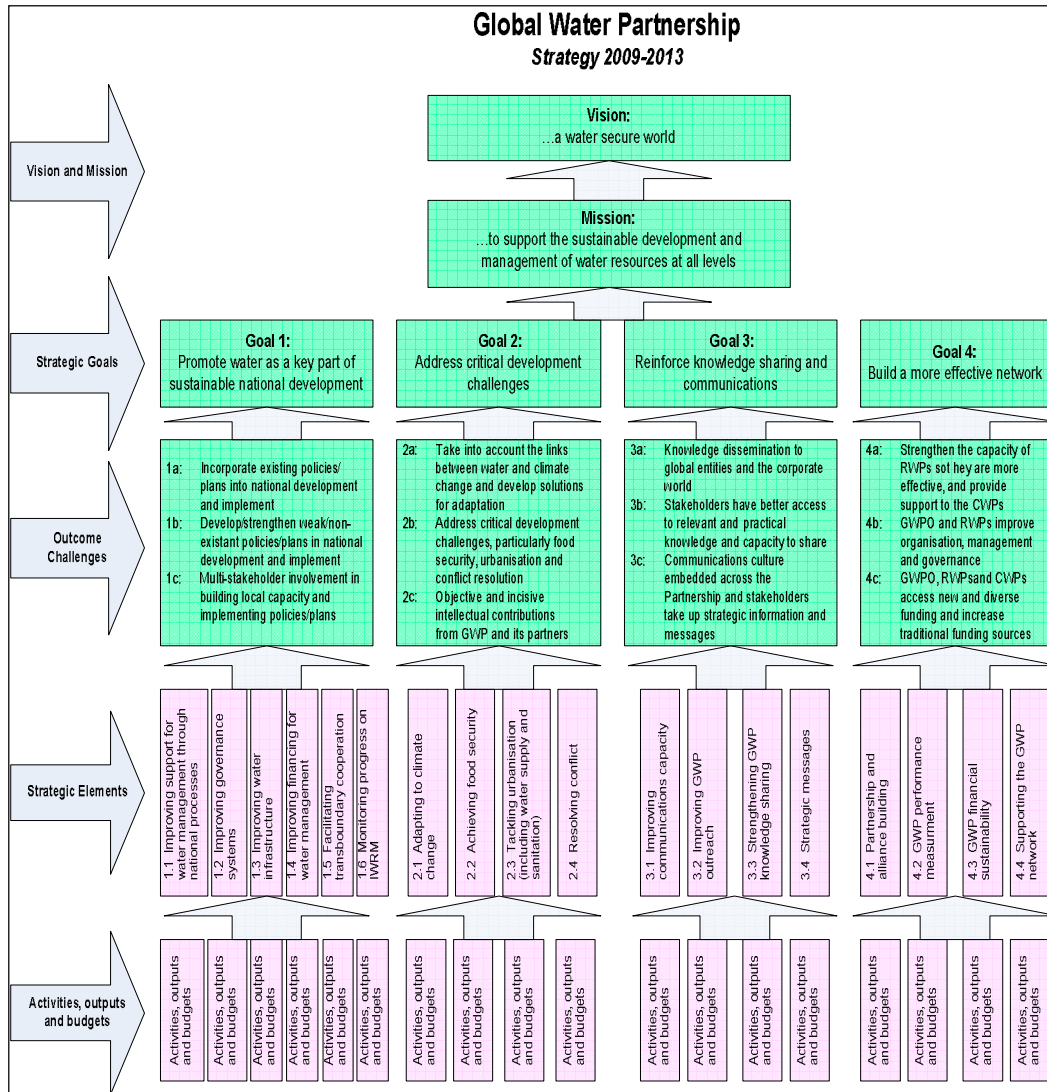 Global Water Partnership
Strategy 2009-2013
Vision and Mission
Vision:
…a water secure world
Mission:
…to support the sustainable development and
management of water resources at all levels
Strategic Goals
Goal 1:
Promote water as a key part of
sustainable national development
Goal 2:
Address critical development
challenges
Goal 3:
Reinforce knowledge sharing and
communications
Goal 4:
Build a more effective network
Outcome
Challenges
1a: Incorporate existing policies/
plans into national development
and implement
1b: Develop/strengthen weak/non-
existant policies/plans in national
development and implement
1c: Multi-stakeholder involvement in
building local capacity and
implementing policies/plans
2a: Take into account the links
between water and climate
change and develop solutions
for adaptation
2b: Address critical development
challenges, particularly food
security, urbanisation and
conflict resolution
2c: Objective and incisive
intellectual contributions
from GWP and its partners
3a: Knowledge dissemination to
global entities and the corporate
world
3b: Stakeholders have better access
to relevant and practical
knowledge and capacity to share
3c: Communications culture
embedded across the
Partnership and stakeholders
take up strategic information and
messages
4a: Strengthen the capacity of
RWPs sot hey are more
effective, and provide
support to the CWPs
4b: GWPO and RWPs improve
organisation, management
and governance
4c: GWPO, RWPsand CWPs
access new and diverse
funding and increase
traditional funding sources
Strategic Elements
1.1 Improving support for
water management through
national processes
1.2 Improving governance
systems
1.3 Improving water
infrastructure
1.4 Improving financing for
water management
1.5 Facilitating
transboundary cooperation
1.6 Monitoring progress on
IWRM
2.1 Adapting to climate
change
2.2 Achieving food security
2.3 Tackling urbanisation
(including water supply and
sanitation)
2.4 Resolving conflict
3.1 Improving
communications capacity
3.2 Improving GWP
outreach
3.3 Strengthening GWP
knowledge sharing
3.4 Strategic messages
4.1 Partnership and
alliance building
4.2 GWP performance
measurment
4.3 GWP financial
sustainability
4.4 Supporting the GWP
network
Activities, outputs
and budgets
Activities, outputs
and budgets
Activities, outputs
and budgets
Activities, outputs
and budgets
Activities, outputs
and budgets
Activities, outputs
and budgets
Activities, outputs
and budgets
Activities, outputs
and budgets
Activities, outputs
and budgets
Activities, outputs
and budgets
Activities, outputs
and budgets
Activities, outputs
and budgets
Activities, outputs
and budgets
Activities, outputs
and budgets
Activities, outputs
and budgets
Activities, outputs
and budgets
Activities, outputs
and budgets
Activities, outputs
and budgets
Activities, outputs
and budgets